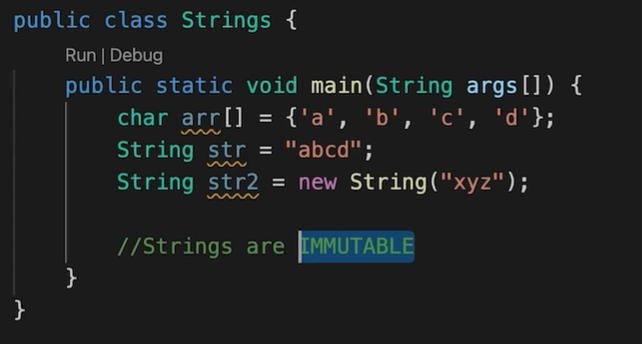 public class Strings {
Run | Debug
public static void main(String args[]) {
char arr[] = {'a', 'b', 'c', 'd'};
String str = "abcd";
String str2 = new String("xyz");
//Strings are IMMUTABLE
}
}